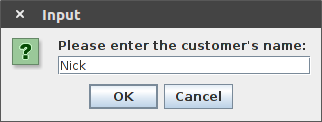 Input
Please enter the customer's name:
Nick
OK
Cancel